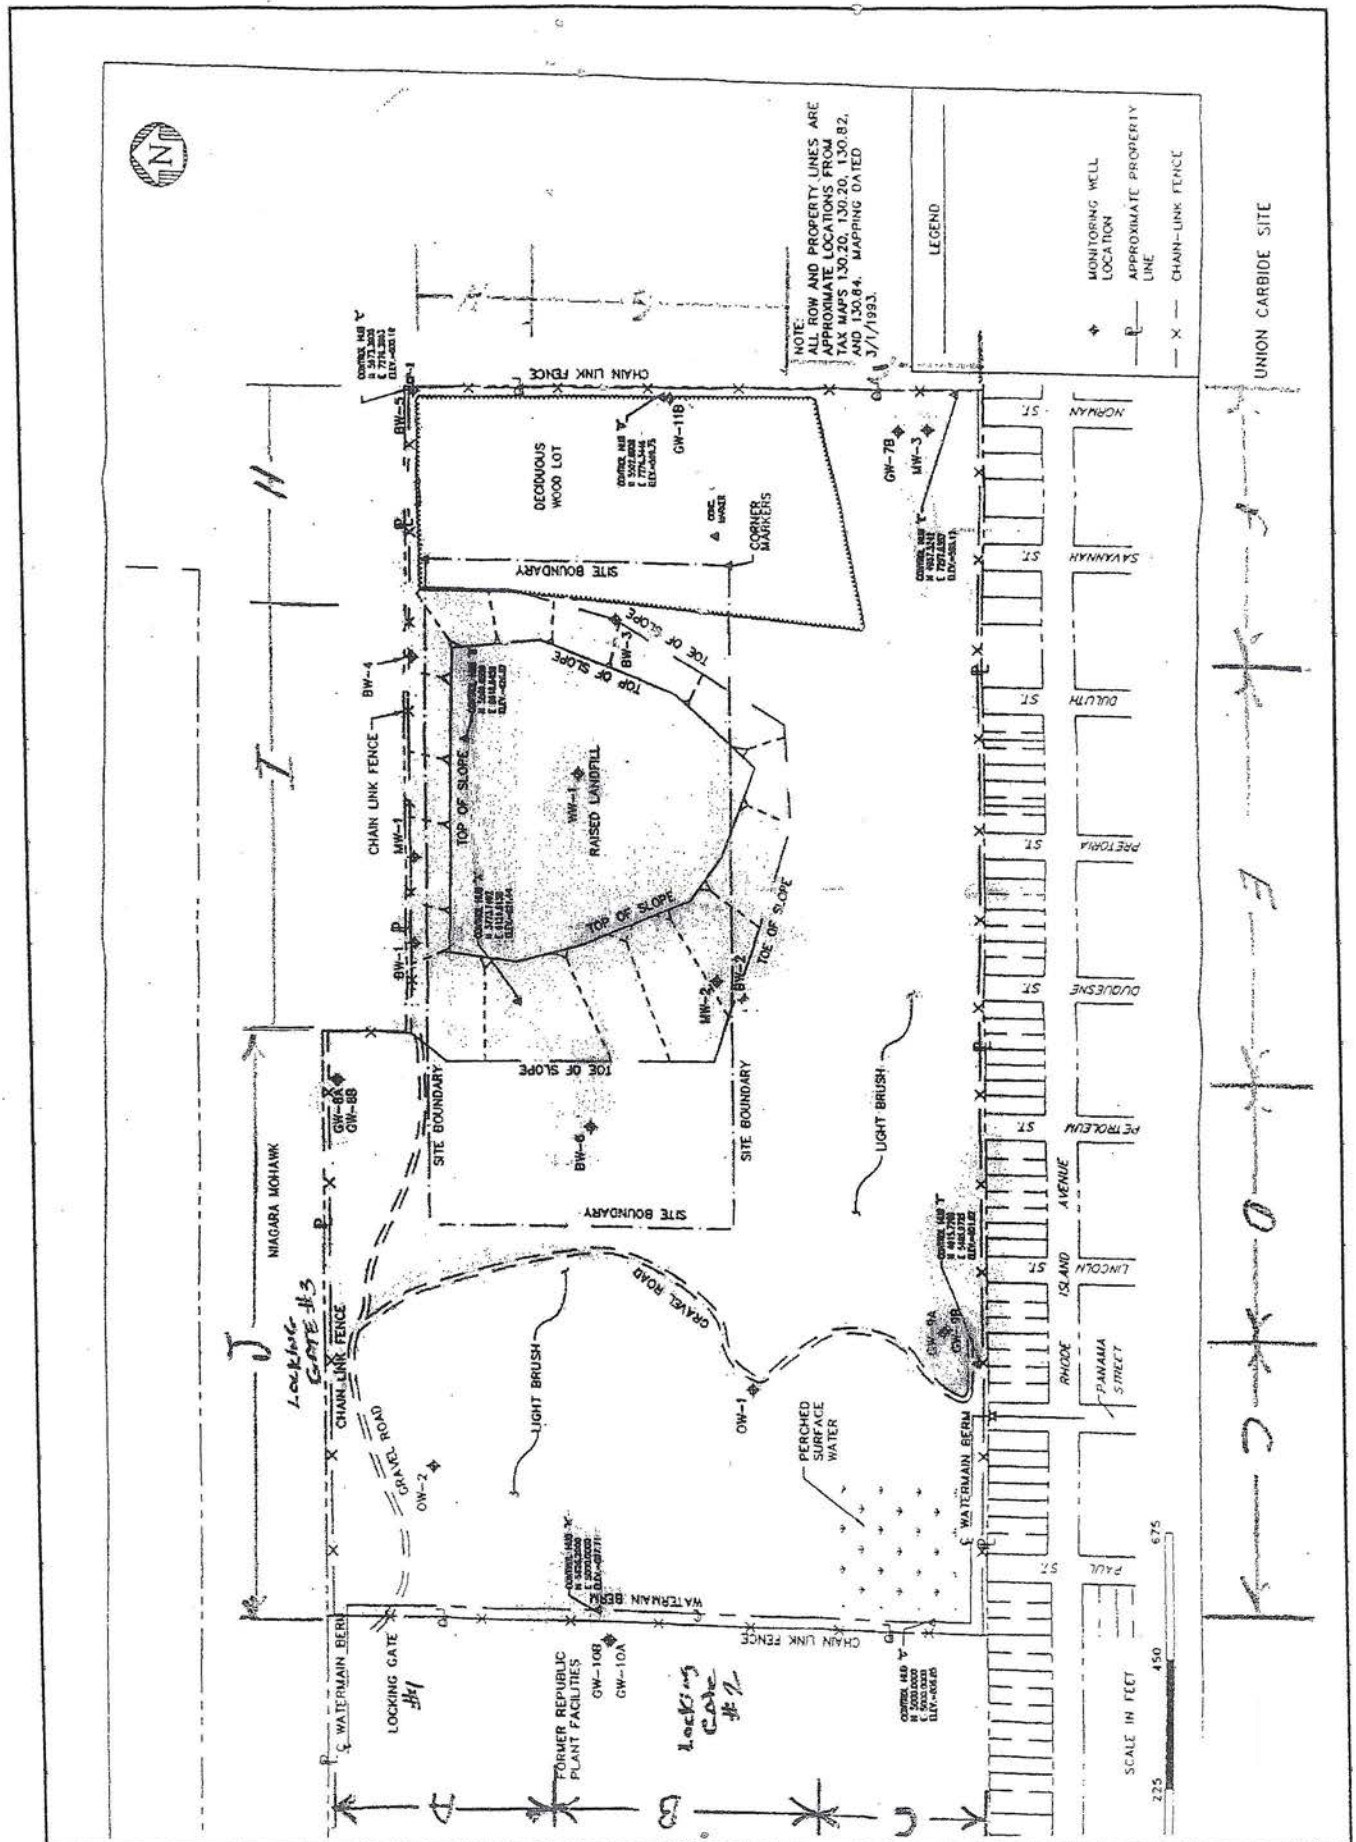 N
NOTE:
ALL ROW AND PROPERTY LINES ARE
APPROXIMATE LOCATIONS FROM
TAX MAPS 130.20, 130.20, 130.82,
AND 130.84. MAPPING DATED
3/1/1993.
LEGEND
MONITORING WELL
LOCATION
APPROXIMATE PROPERTY
LINE
CHAIN-LINK FENCE
UNION CARBIDE SITE
NIAGARA MOHAWK
J
I
H
LOCKING
GATE #3
CHAIN LINK FENCE
GW-8A
GW-8B
BW-1
MW-1
CHAIN LINK FENCE
BW-4
BW-5
CHAIN LINK FENCE
℄ WATERMAIN BERM
LOCKING GATE
#1
GRAVEL ROAD
OW-2
SITE BOUNDARY
TOP OF SLOPE
DECIDUOUS
WOOD LOT
GW-11B
SITE BOUNDARY
CORNER
MARKERS
TOE OF SLOPE
BW-3
TOP OF SLOPE
WW-1
RAISED LANDFILL
TOP OF SLOPE
TOE OF SLOPE
MW-2
BW-2
TOE OF SLOPE
BW-6
SITE BOUNDARY
SITE BOUNDARY
GRAVEL ROAD
LIGHT BRUSH
LIGHT BRUSH
FORMER REPUBLIC
PLANT FACILITIES
GW-10B
GW-10A
WATERMAIN BERM
CHAIN LINK FENCE
Locking
Gate
#2
OW-1
PERCHED
SURFACE
WATER
GW-9A
GW-9B
GW-7B
MW-3
℄ WATERMAIN BERM
A
B
C
PAUL ST.
PANAMA
STREET
RHODE ISLAND AVENUE
LINCOLN ST.
PETROLEUM ST.
DUQUESNE ST.
PRETORIA ST.
DULUTH ST.
SAVANNAH ST.
NORMAN ST.
SCALE IN FEET
225 450 675
D
E